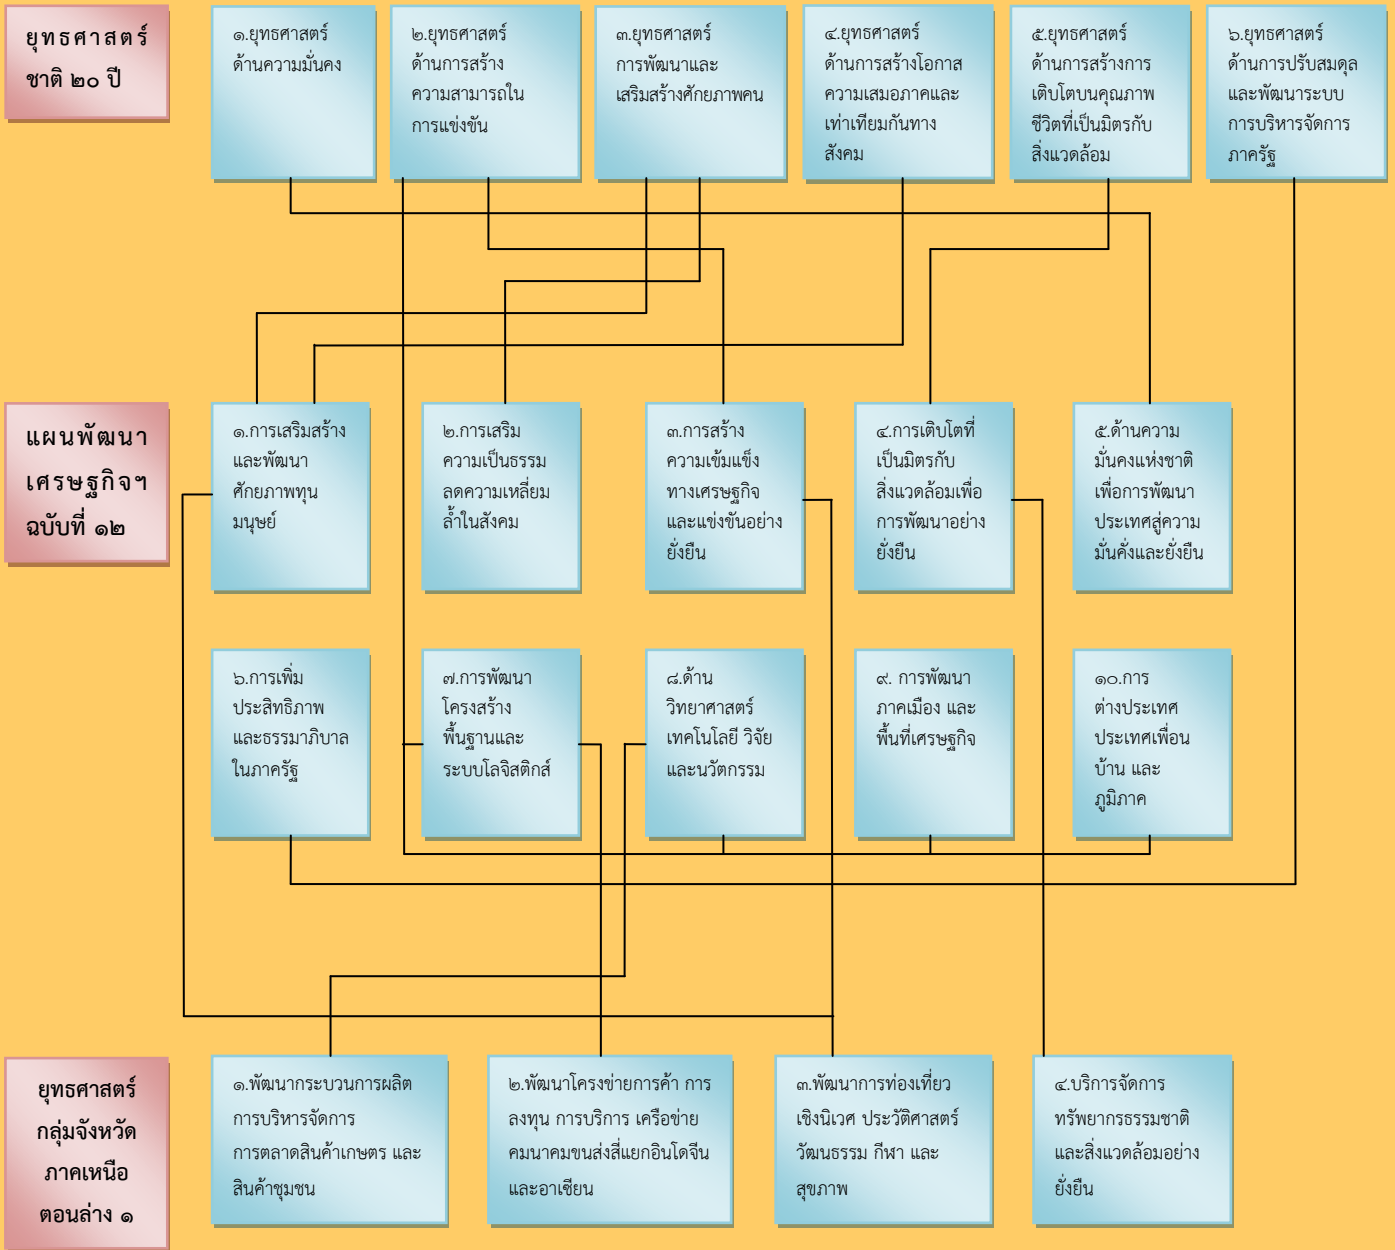 ยุทธศาสตร์
ชาติ ๒๐ ปี
๑.ยุทธศาสตร์
ด้านความมั่นคง
๒.ยุทธศาสตร์
ด้านการสร้าง
ความสามารถใน
การแข่งขัน
๓.ยุทธศาสตร์
การพัฒนาและ
เสริมสร้างศักยภาพคน
๔.ยุทธศาสตร์
ด้านการสร้างโอกาส
ความเสมอภาคและ
เท่าเทียมกันทาง
สังคม
๕.ยุทธศาสตร์
ด้านการสร้างการ
เติบโตบนคุณภาพ
ชีวิตที่เป็นมิตรกับ
สิ่งแวดล้อม
๖.ยุทธศาสตร์
ด้านการปรับสมดุล
และพัฒนาระบบ
การบริหารจัดการ
ภาครัฐ
แผนพัฒนา
เศรษฐกิจฯ
ฉบับที่ ๑๒
๑.การเสริมสร้าง
และพัฒนา
ศักยภาพทุน
มนุษย์
๒.การเสริม
ความเป็นธรรม
ลดความเหลี่ยม
ล้ำในสังคม
๓.การสร้าง
ความเข้มแข็ง
ทางเศรษฐกิจ
และแข่งขันอย่าง
ยั่งยืน
๔.การเติบโตที่
เป็นมิตรกับ
สิ่งแวดล้อมเพื่อ
การพัฒนาอย่าง
ยั่งยืน
๕.ด้านความ
มั่นคงแห่งชาติ
เพื่อการพัฒนา
ประเทศสู่ความ
มั่นคั่งและยั่งยืน
๖.การเพิ่ม
ประสิทธิภาพ
และธรรมาภิบาล
ในภาครัฐ
๗.การพัฒนา
โครงสร้าง
พื้นฐานและ
ระบบโลจิสติกส์
๘.ด้าน
วิทยาศาสตร์
เทคโนโลยี วิจัย
และนวัตกรรม
๙. การพัฒนา
ภาคเมือง และ
พื้นที่เศรษฐกิจ
๑๐.การ
ต่างประเทศ
ประเทศเพื่อน
บ้าน และ
ภูมิภาค
ยุทธศาสตร์
กลุ่มจังหวัด
ภาคเหนือ
ตอนล่าง ๑
๑.พัฒนากระบวนการผลิต
การบริหารจัดการ
การตลาดสินค้าเกษตร และ
สินค้าชุมชน
๒.พัฒนาโครงข่ายการค้า การ
ลงทุน การบริการ เครือข่าย
คมนาคมขนส่งสี่แยกอินโดจีน
และอาเซียน
๓.พัฒนาการท่องเที่ยว
เชิงนิเวศ ประวัติศาสตร์
วัฒนธรรม กีฬา และ
สุขภาพ
๔.บริการจัดการ
ทรัพยากรธรรมชาติ
และสิ่งแวดล้อมอย่าง
ยั่งยืน